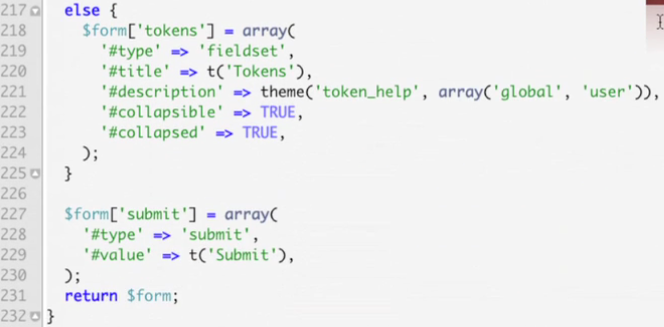 217 else {
218 $form['tokens'] = array(
219 '#type' => 'fieldset',
220 '#title' => t('Tokens'),
221 '#description' => theme('token_help', array('global', 'user')),
222 '#collapsible' => TRUE,
223 '#collapsed' => TRUE,
224 );
225 }
226
227 $form['submit'] = array(
228 '#type' => 'submit',
229 '#value' => t('Submit'),
230 );
231 return $form;
232 }